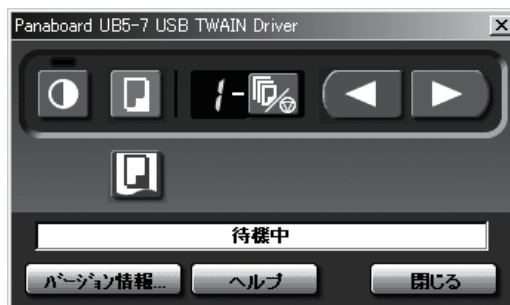 Panaboard UB5-7 USB TWAIN Driver
1-
待機中
バージョン情報...
ヘルプ
閉じる